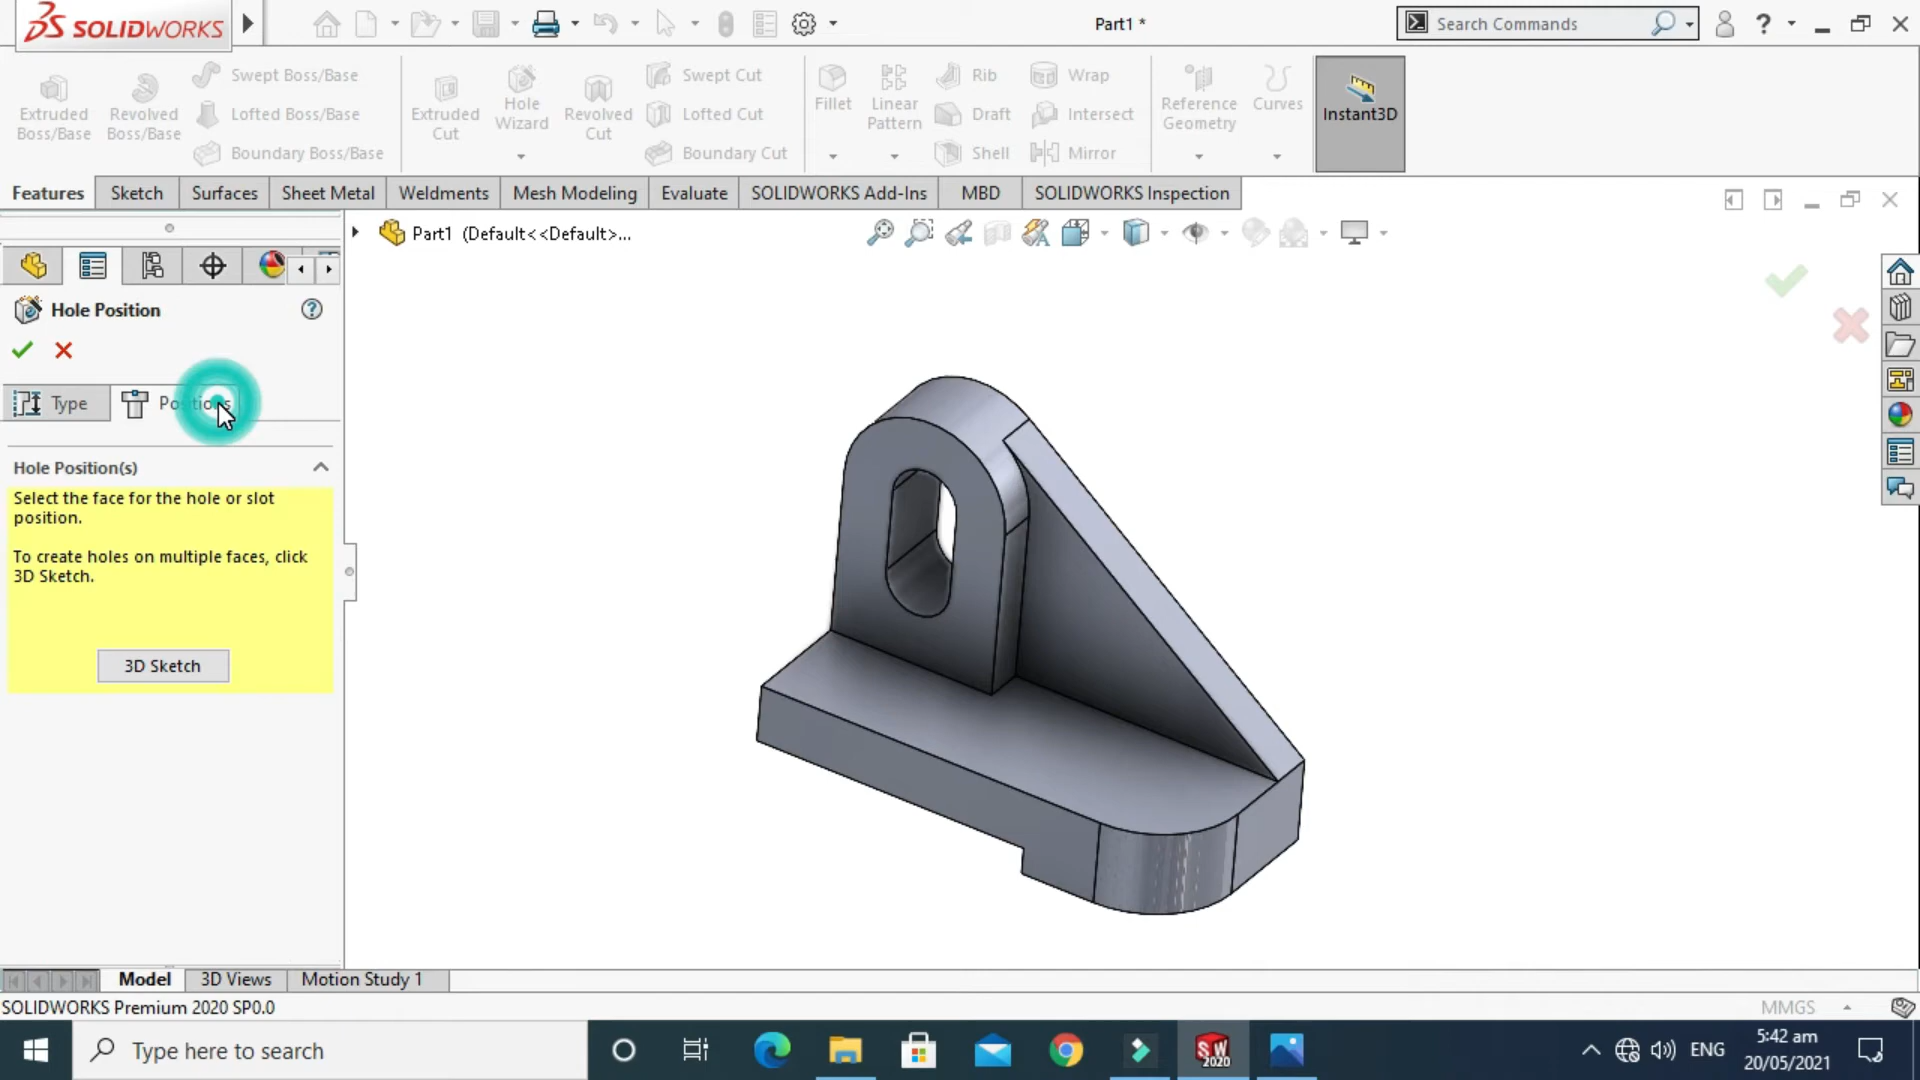 SOLIDWORKS
Part1 *
Search Commands
?
Extruded
Boss/Base
Revolved
Boss/Base
Swept Boss/Base
Lofted Boss/Base
Boundary Boss/Base
Extruded
Cut
Hole
Wizard
Revolved
Cut
Swept Cut
Lofted Cut
Boundary Cut
Fillet
Linear
Pattern
Rib
Draft
Shell
Wrap
Intersect
Mirror
Reference
Geometry
Curves
Instant3D
Features
Sketch
Surfaces
Sheet Metal
Weldments
Mesh Modeling
Evaluate
SOLIDWORKS Add-Ins
MBD
SOLIDWORKS Inspection
Part1 (Default<<Default>...
Hole Position
?
Type
Positions
Hole Position(s)
Select the face for the hole or slot
position.
To create holes on multiple faces, click
3D Sketch.
3D Sketch
Model
3D Views
Motion Study 1
SOLIDWORKS Premium 2020 SP0.0
MMGS
Type here to search
SW
2020
ENG
5:42 am
20/05/2021